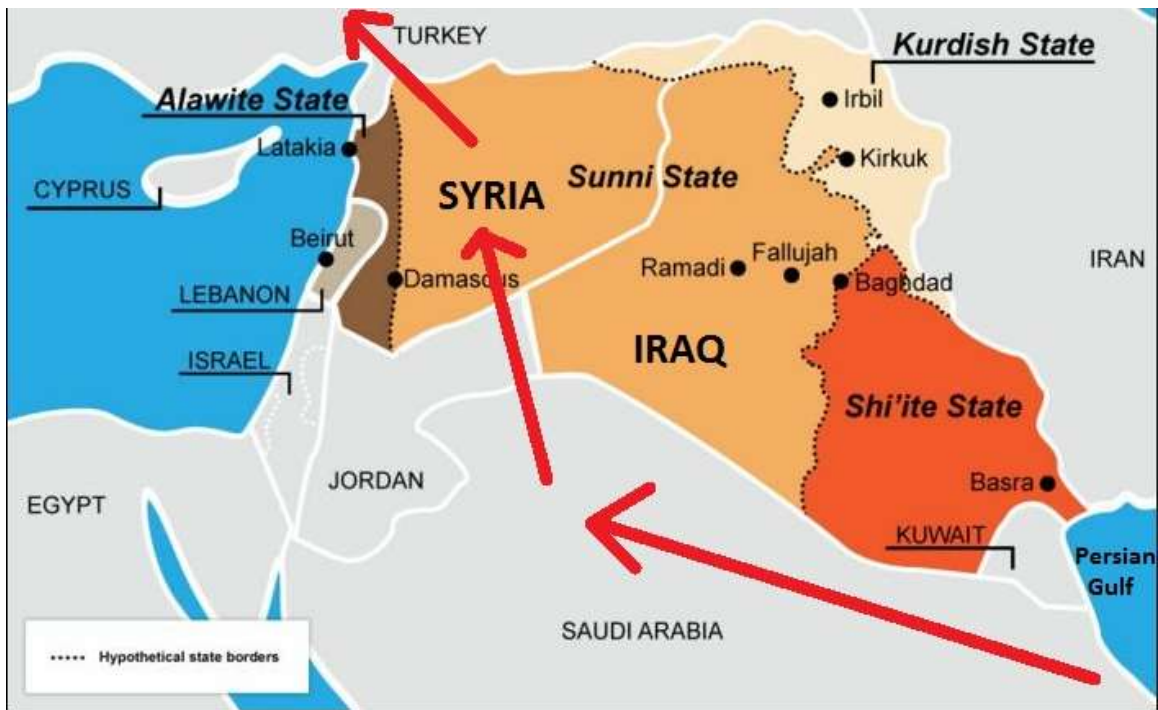 TURKEY
Kurdish State
Alawite State
Irbil
Latakia
Kirkuk
CYPRUS
SYRIA
Sunni State
Beirut
Fallujah
Ramadi
IRAN
Damascus
Baghdad
LEBANON
IRAQ
ISRAEL
Shi'ite State
JORDAN
Basra
EGYPT
KUWAIT
Persian
Gulf
SAUDI ARABIA
Hypothetical state borders